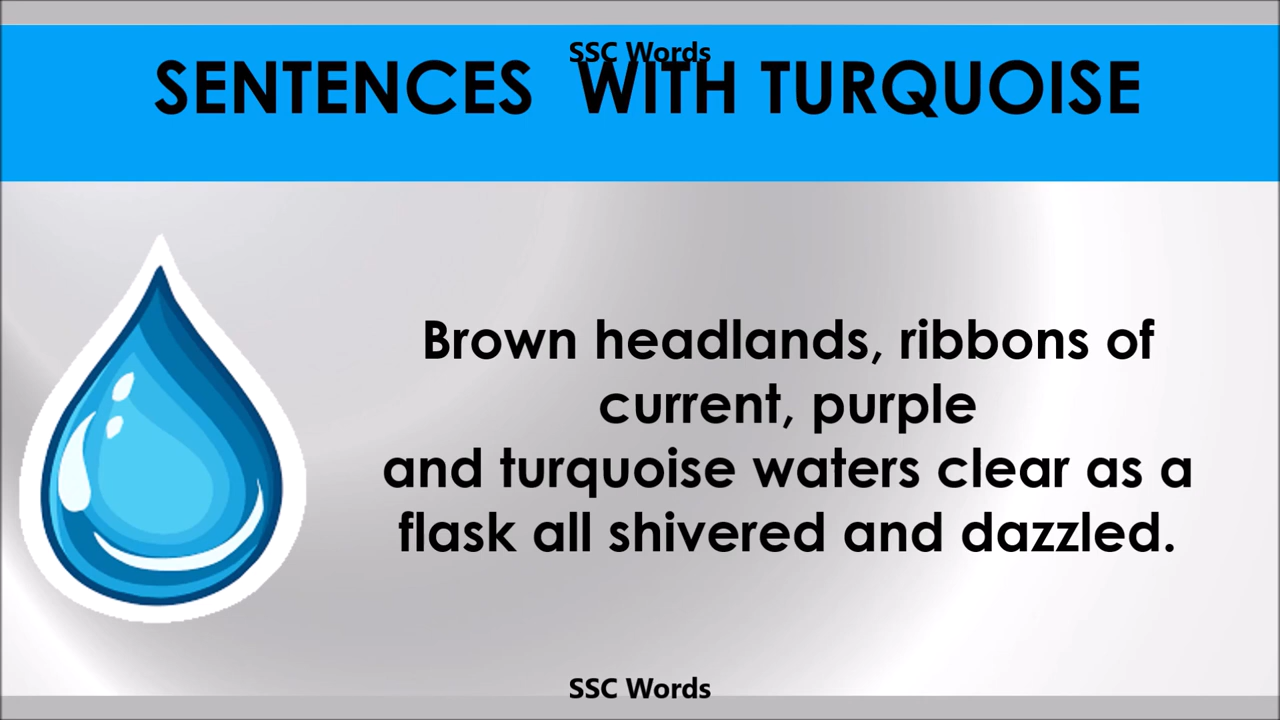 SSC Words
SENTENCES WITH TURQUOISE
Brown headlands, ribbons of
current, purple
and turquoise waters clear as a
flask all shivered and dazzled.
SSC Words